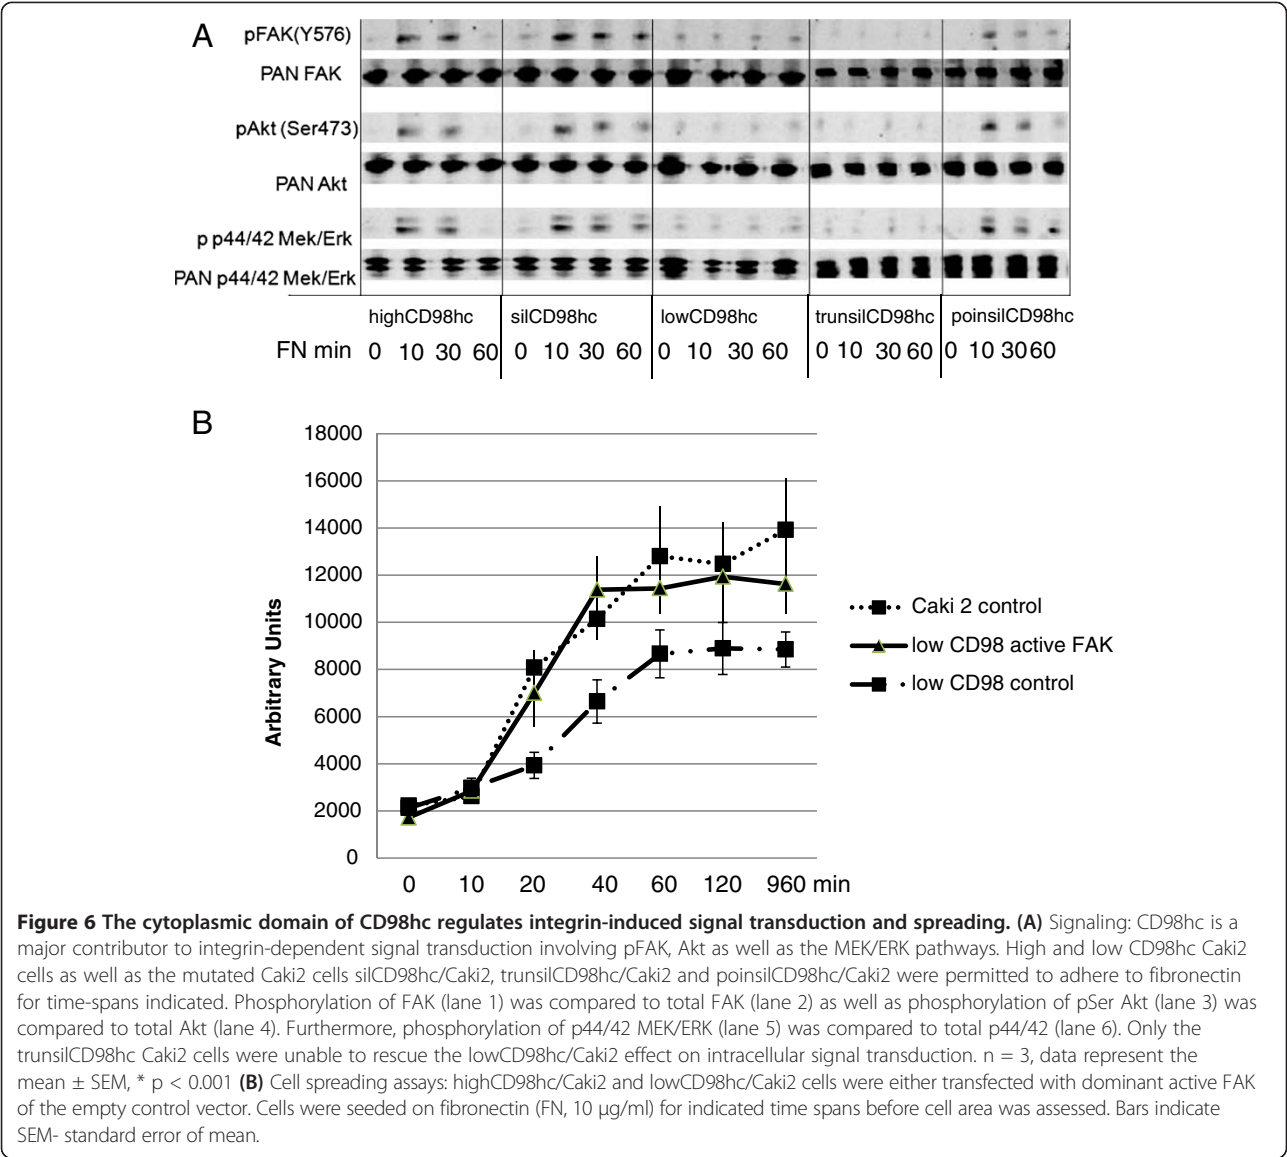 A
pFAK(Y576)
PAN FAK
pAkt (Ser473)
PAN Akt
p p44/42 Mek/Erk
PAN p44/42 Mek/Erk
highCD98hc silCD98hc lowCD98hc trunsilCD98hc poinsilCD98hc
FN min 0 10 30 60 0 10 30 60 0 10 30 60 0 10 30 60 0 10 30 60
B
18000
16000
14000
12000
10000
8000
6000
4000
2000
0
Arbitrary Units
0 10 20 40 60 120 960 min
Caki 2 control
low CD98 active FAK
low CD98 control
Figure 6 The cytoplasmic domain of CD98hc regulates integrin-induced signal transduction and spreading. (A) Signaling: CD98hc is a
major contributor to integrin-dependent signal transduction involving pFAK, Akt as well as the MEK/ERK pathways. High and low CD98hc Caki2
cells as well as the mutated Caki2 cells silCD98hc/Caki2, trunsilCD98hc/Caki2 and poinsilCD98hc/Caki2 were permitted to adhere to fibronectin
for time-spans indicated. Phosphorylation of FAK (lane 1) was compared to total FAK (lane 2) as well as phosphorylation of pSer Akt (lane 3) was
compared to total Akt (lane 4). Furthermore, phosphorylation of p44/42 MEK/ERK (lane 5) was compared to total p44/42 (lane 6). Only the
trunsilCD98hc Caki2 cells were unable to rescue the lowCD98hc/Caki2 effect on intracellular signal transduction. n = 3, data represent the
mean ± SEM, * p < 0.001 (B) Cell spreading assays: highCD98hc/Caki2 and lowCD98hc/Caki2 cells were either transfected with dominant active FAK
of the empty control vector. Cells were seeded on fibronectin (FN, 10 μg/ml) for indicated time spans before cell area was assessed. Bars indicate
SEM- standard error of mean.